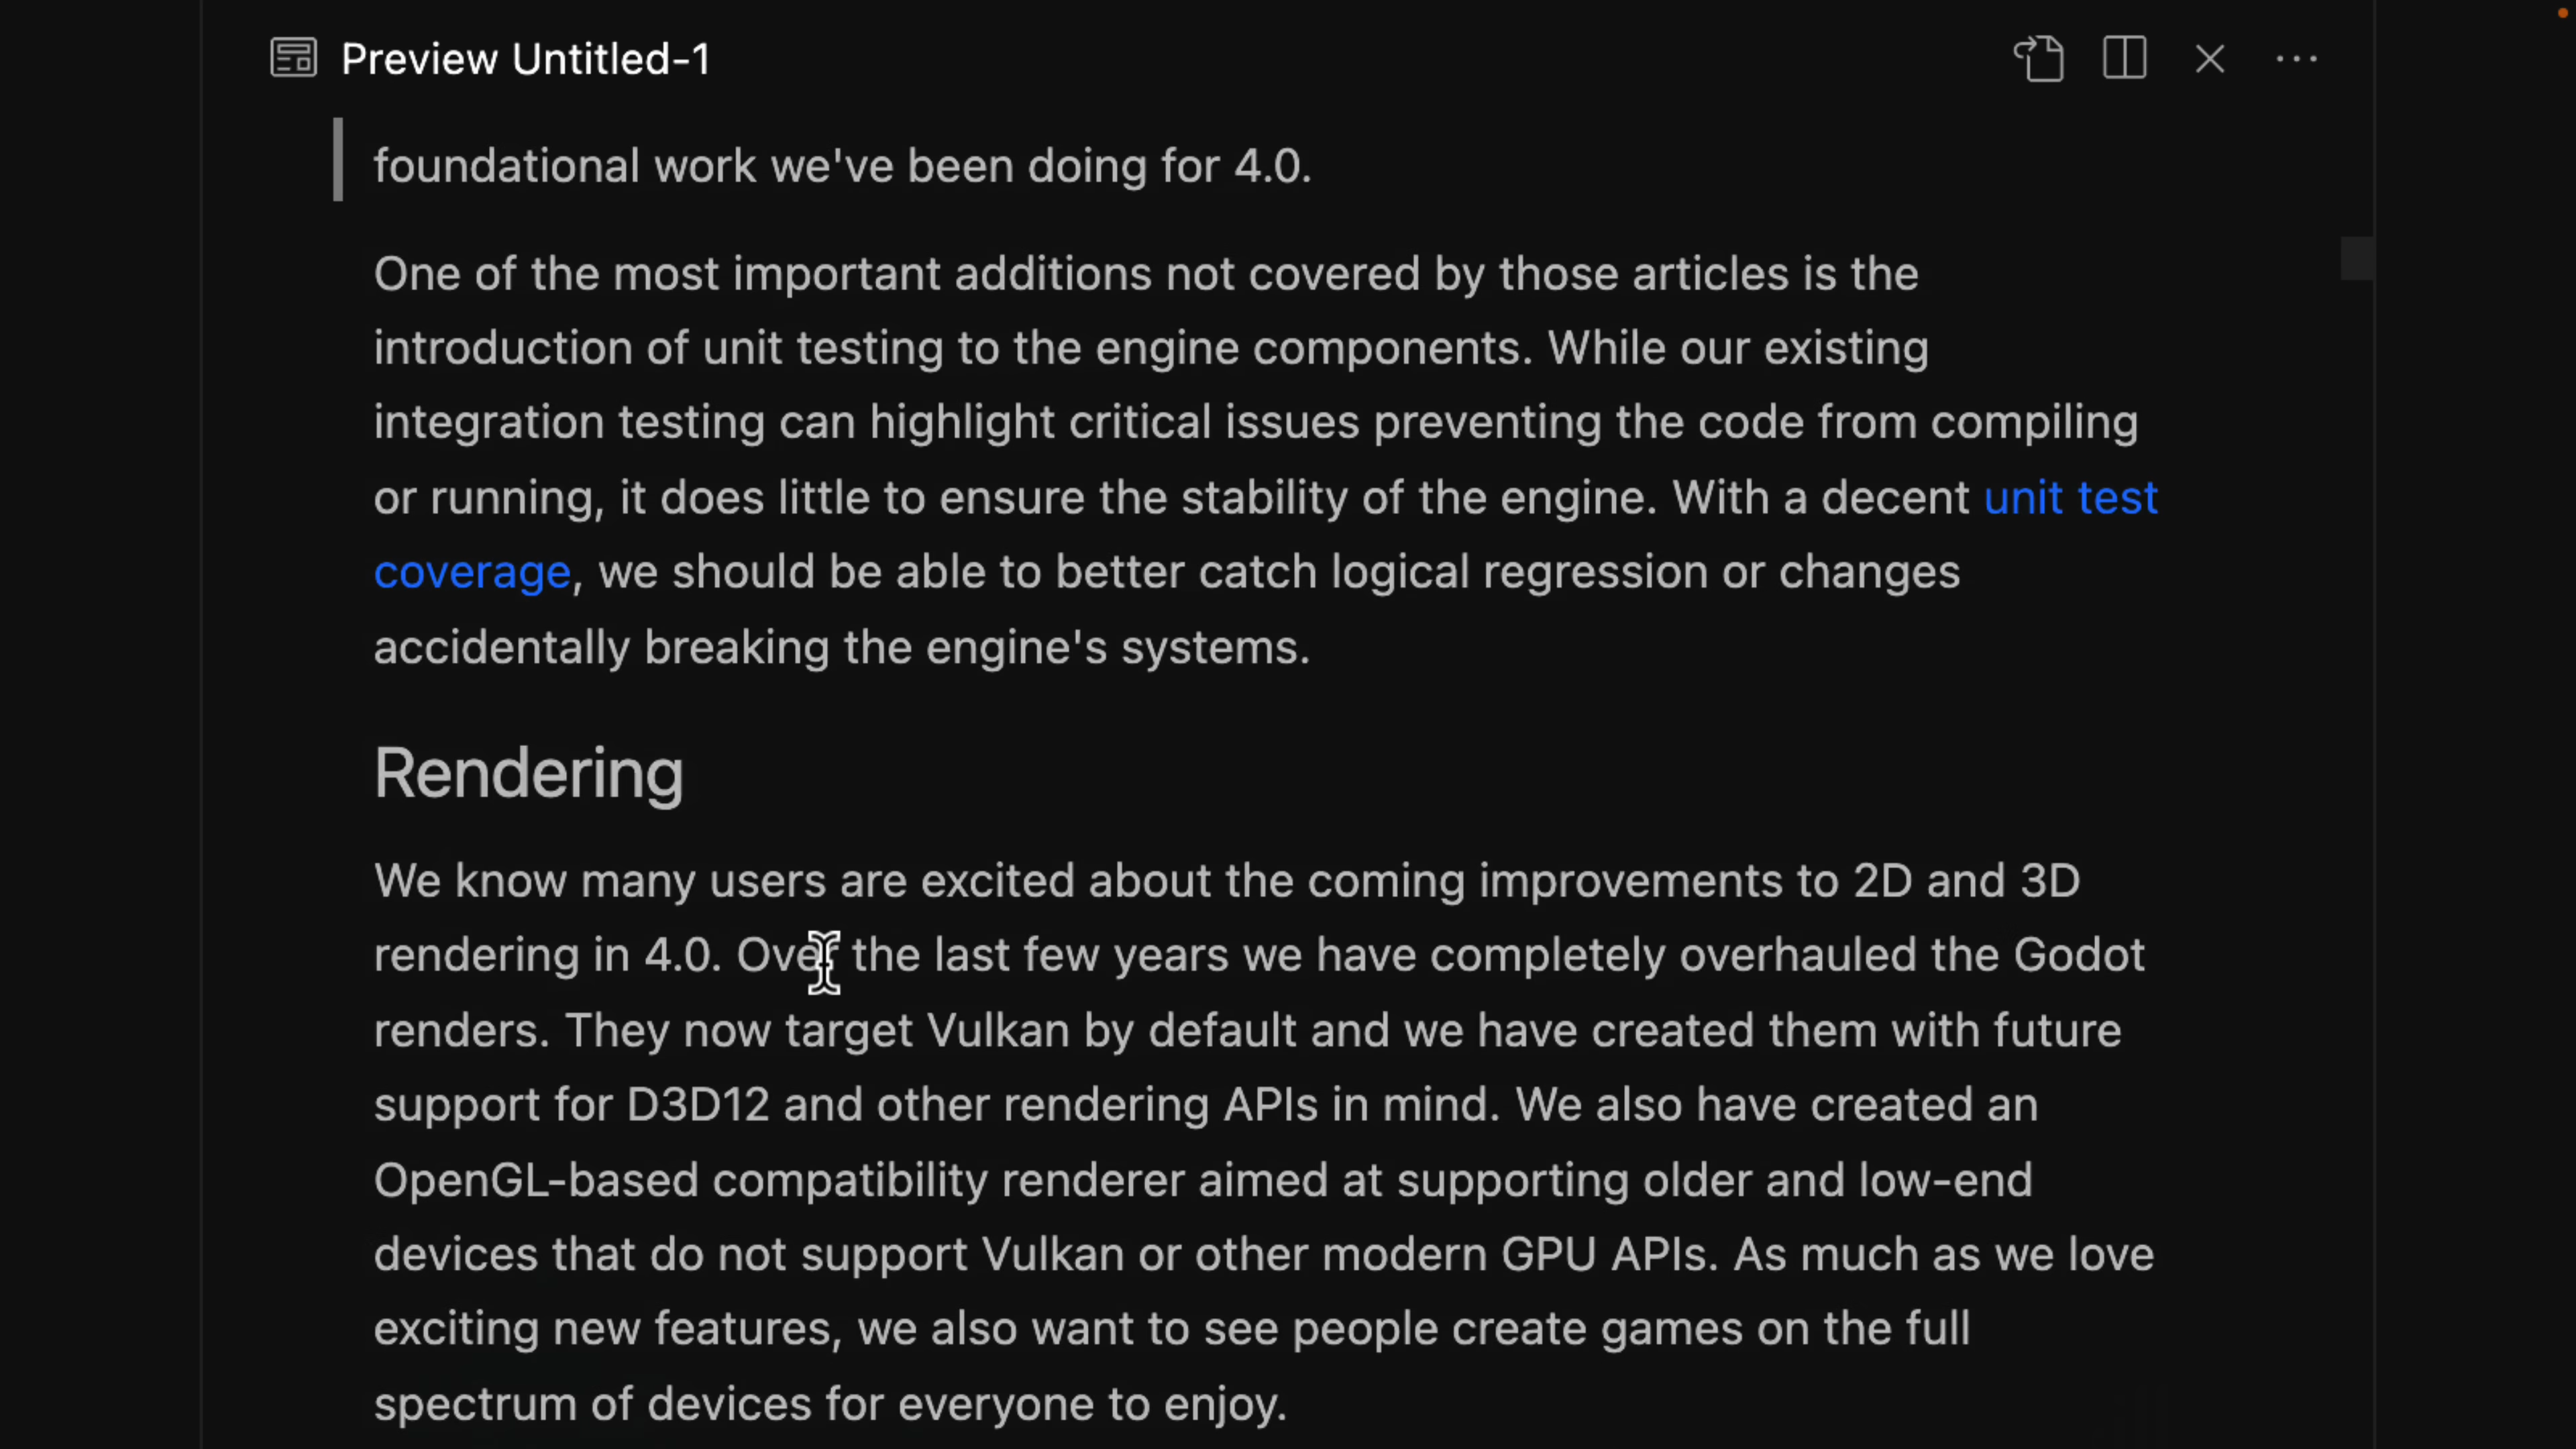 Preview Untitled-1
foundational work we've been doing for 4.0.
One of the most important additions not covered by those articles is the
introduction of unit testing to the engine components. While our existing
integration testing can highlight critical issues preventing the code from compiling
or running, it does little to ensure the stability of the engine. With a decent unit test
coverage, we should be able to better catch logical regression or changes
accidentally breaking the engine's systems.
Rendering
We know many users are excited about the coming improvements to 2D and 3D
rendering in 4.0. Over the last few years we have completely overhauled the Godot
renders. They now target Vulkan by default and we have created them with future
support for D3D12 and other rendering APIs in mind. We also have created an
OpenGL-based compatibility renderer aimed at supporting older and low-end
devices that do not support Vulkan or other modern GPU APIs. As much as we love
exciting new features, we also want to see people create games on the full
spectrum of devices for everyone to enjoy.